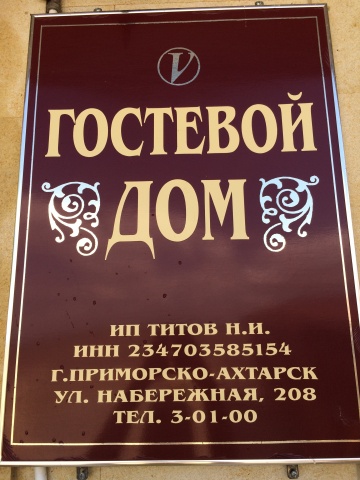 V
ГОСТЕВОЙ
ДОМ
ИП ТИТОВ Н.И.
ИНН 234703585154
Г.ПРИМОРСКО-АХТАРСК
УЛ. НАБЕРЕЖНАЯ, 208
ТЕЛ. 3-01-00